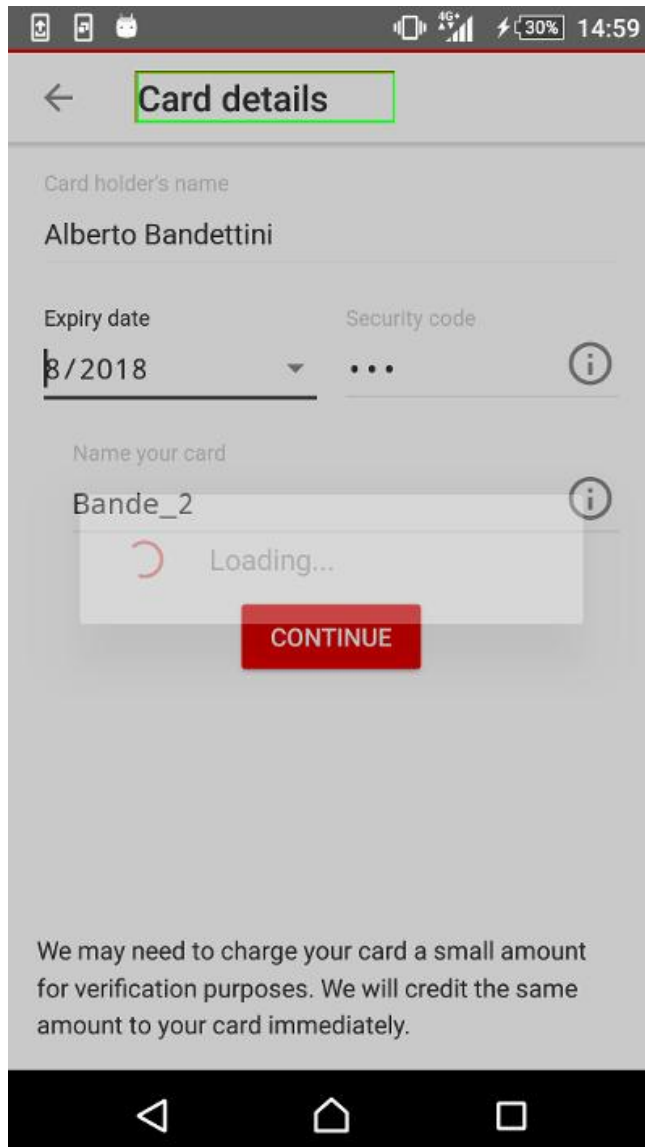 4G+ 30% 14:59
Card details
Card holder's name
Alberto Bandettini
Expiry date Security code
8/2018 •••
Name your card
Bande_2
Loading...
CONTINUE
We may need to charge your card a small amount
for verification purposes. We will credit the same
amount to your card immediately.